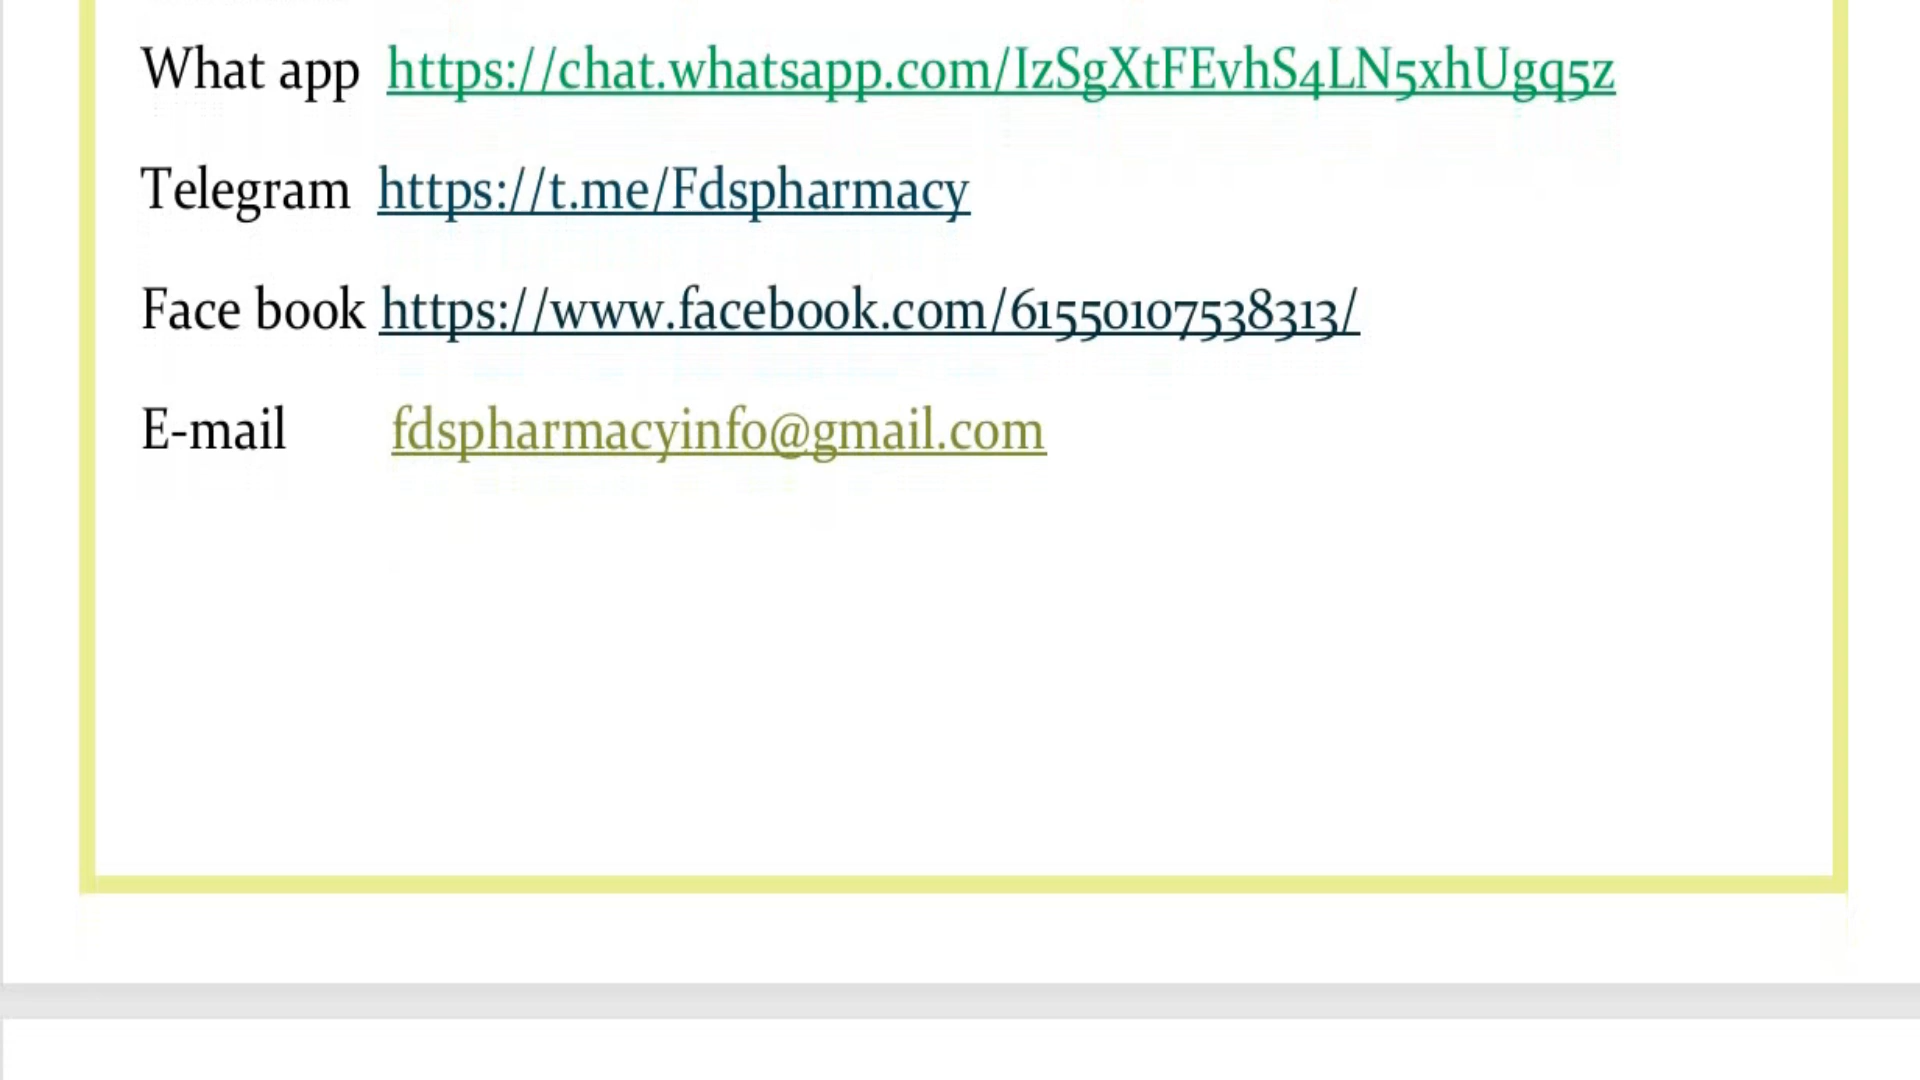 What app https://chat.whatsapp.com/IzSgXtFEvhS4LN5xhUgq5z
Telegram https://t.me/Fdspharmacy
Face book https://www.facebook.com/61550107538313/
E-mail fdspharmacyinfo@gmail.com